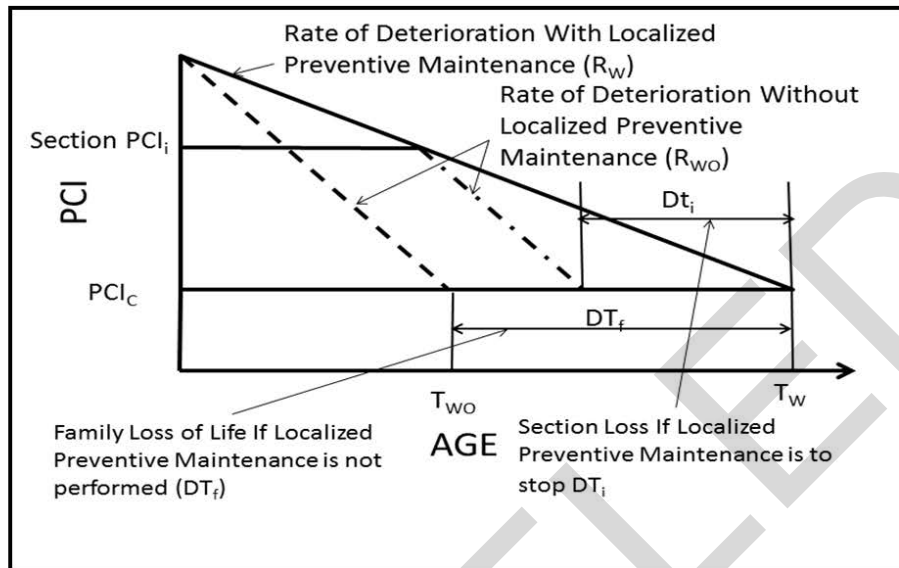 Rate of Deterioration With Localized
Preventive Maintenance (RW)
Rate of Deterioration Without
Localized Preventive
Maintenance (RWO)
Section PCIi
PCI
Dti
PCIC
DTf
TWO
TW
AGE
Family Loss of Life If Localized
Preventive Maintenance is not
performed (DTf)
Section Loss If Localized
Preventive Maintenance is to
stop DTi